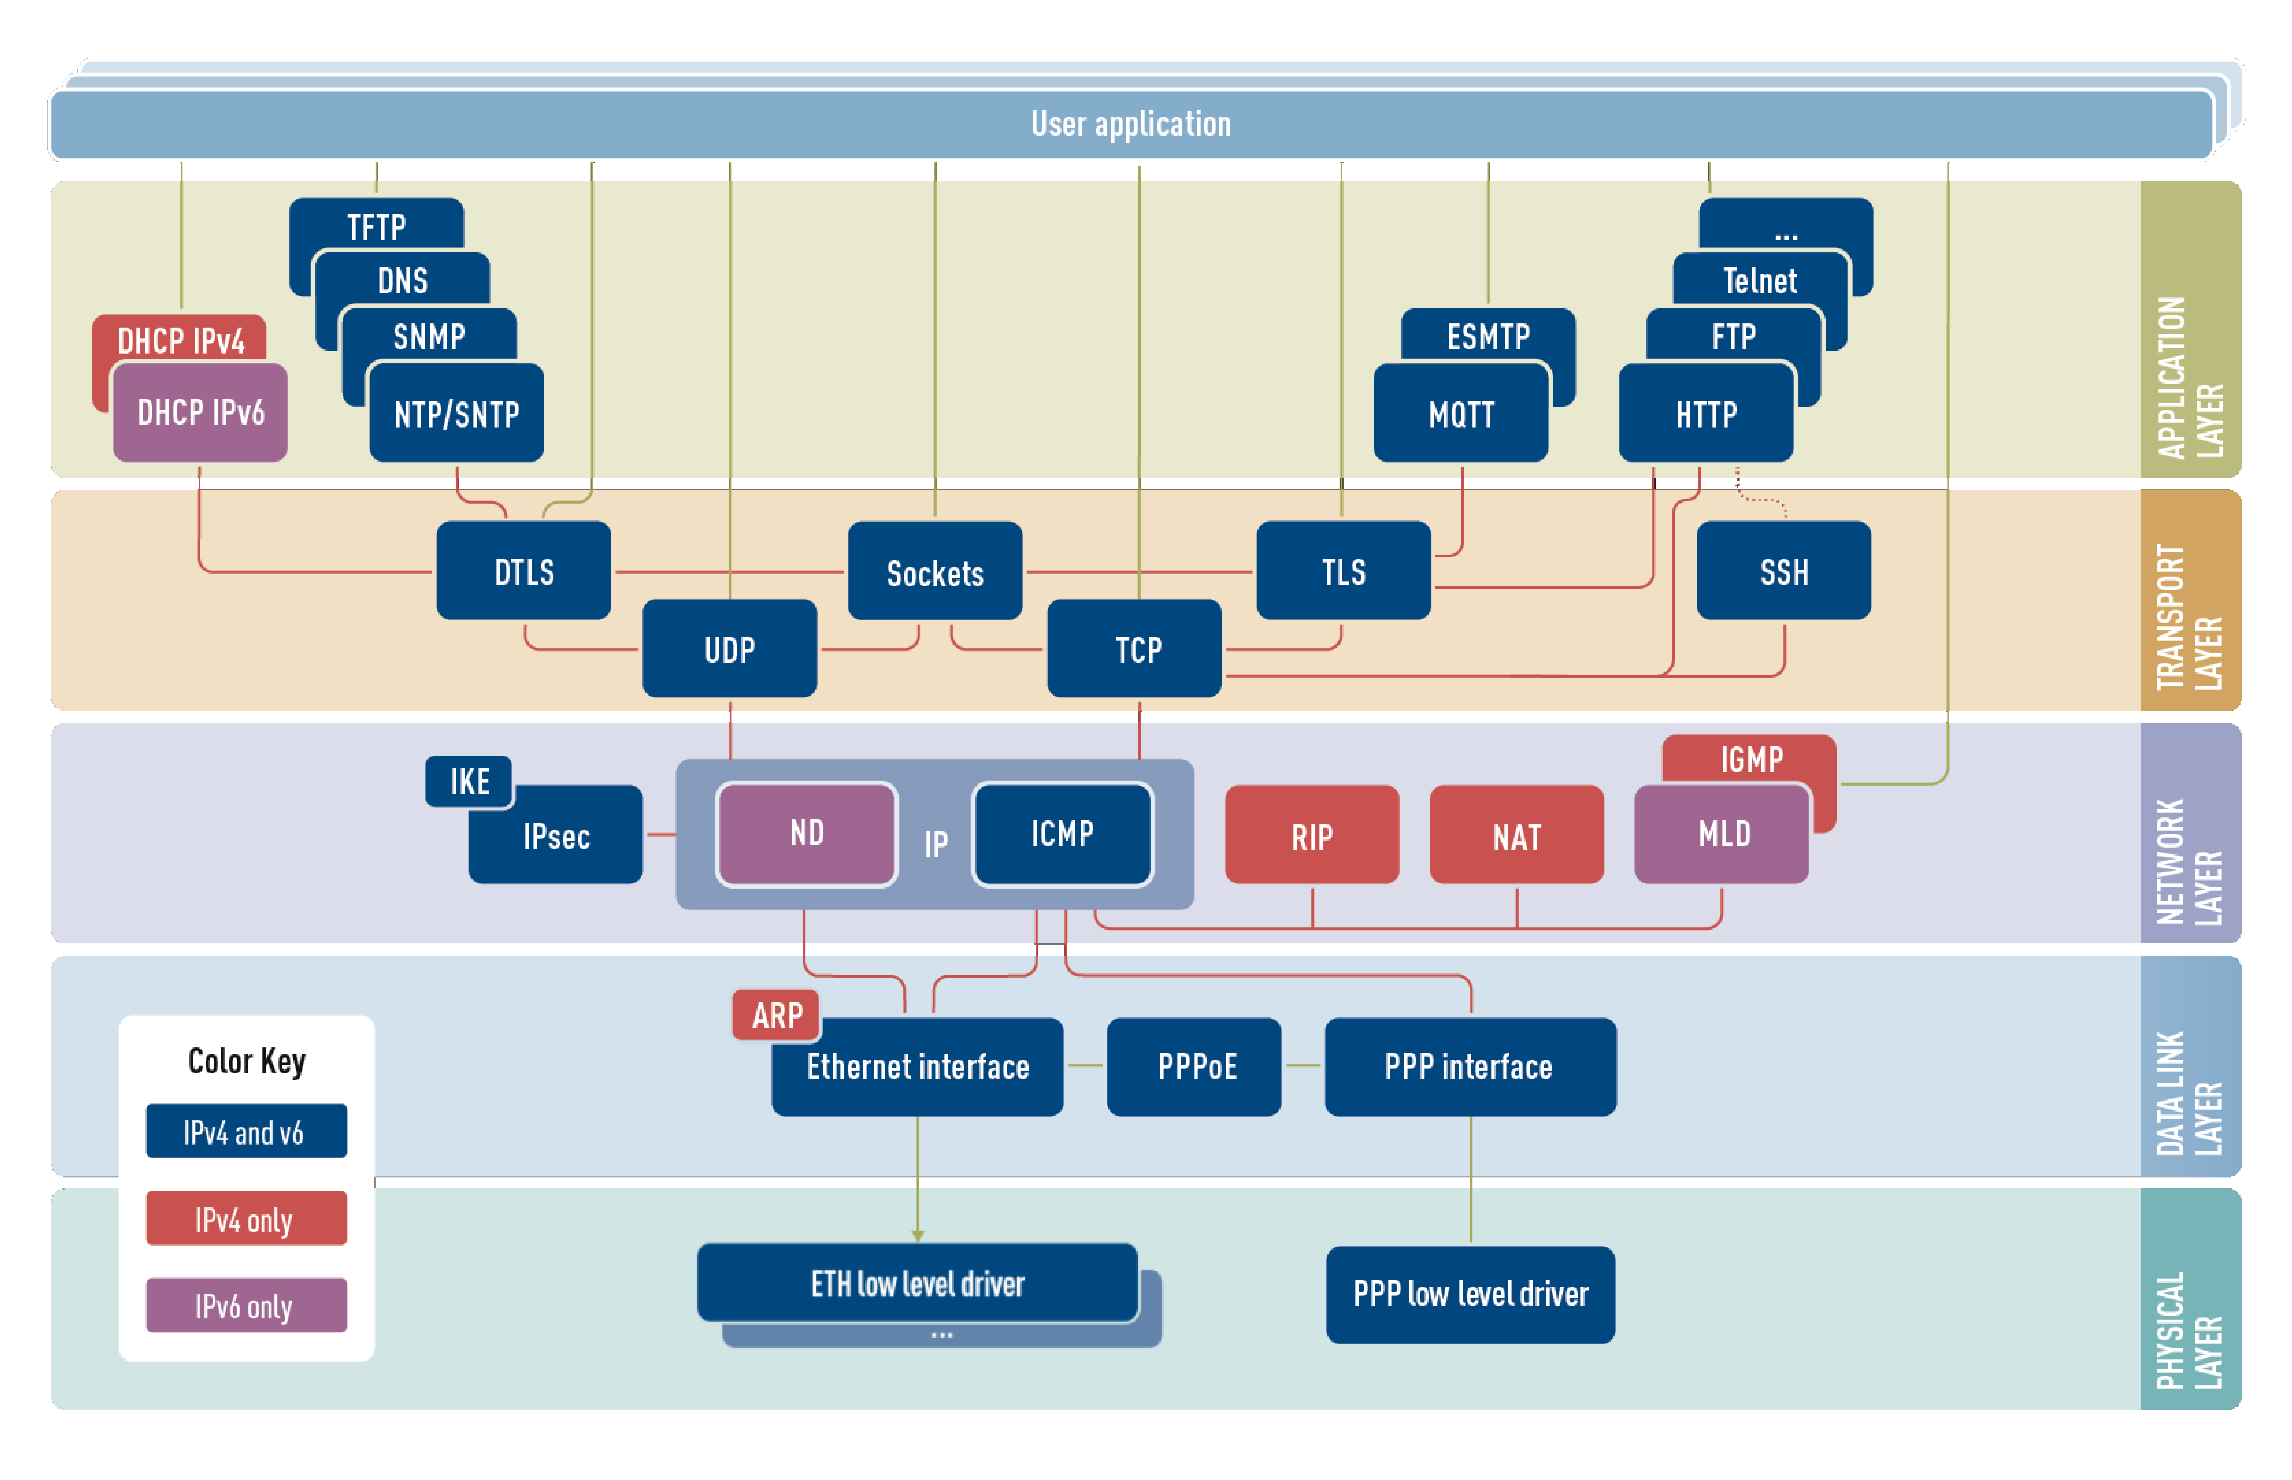 User application
TFTP
DNS
SNMP
NTP/SNTP
DHCP IPv4
DHCP IPv6
ESMTP
MQTT
...
Telnet
FTP
HTTP
APPLICATION
LAYER
DTLS
Sockets
TLS
SSH
UDP
TCP
TRANSPORT
LAYER
IKE
IPsec
ND
IP
ICMP
RIP
NAT
IGMP
MLD
NETWORK
LAYER
ARP
Ethernet interface
PPPoE
PPP interface
DATA LINK
LAYER
Color Key
IPv4 and v6
IPv4 only
IPv6 only
ETH low level driver
...
PPP low level driver
PHYSICAL
LAYER